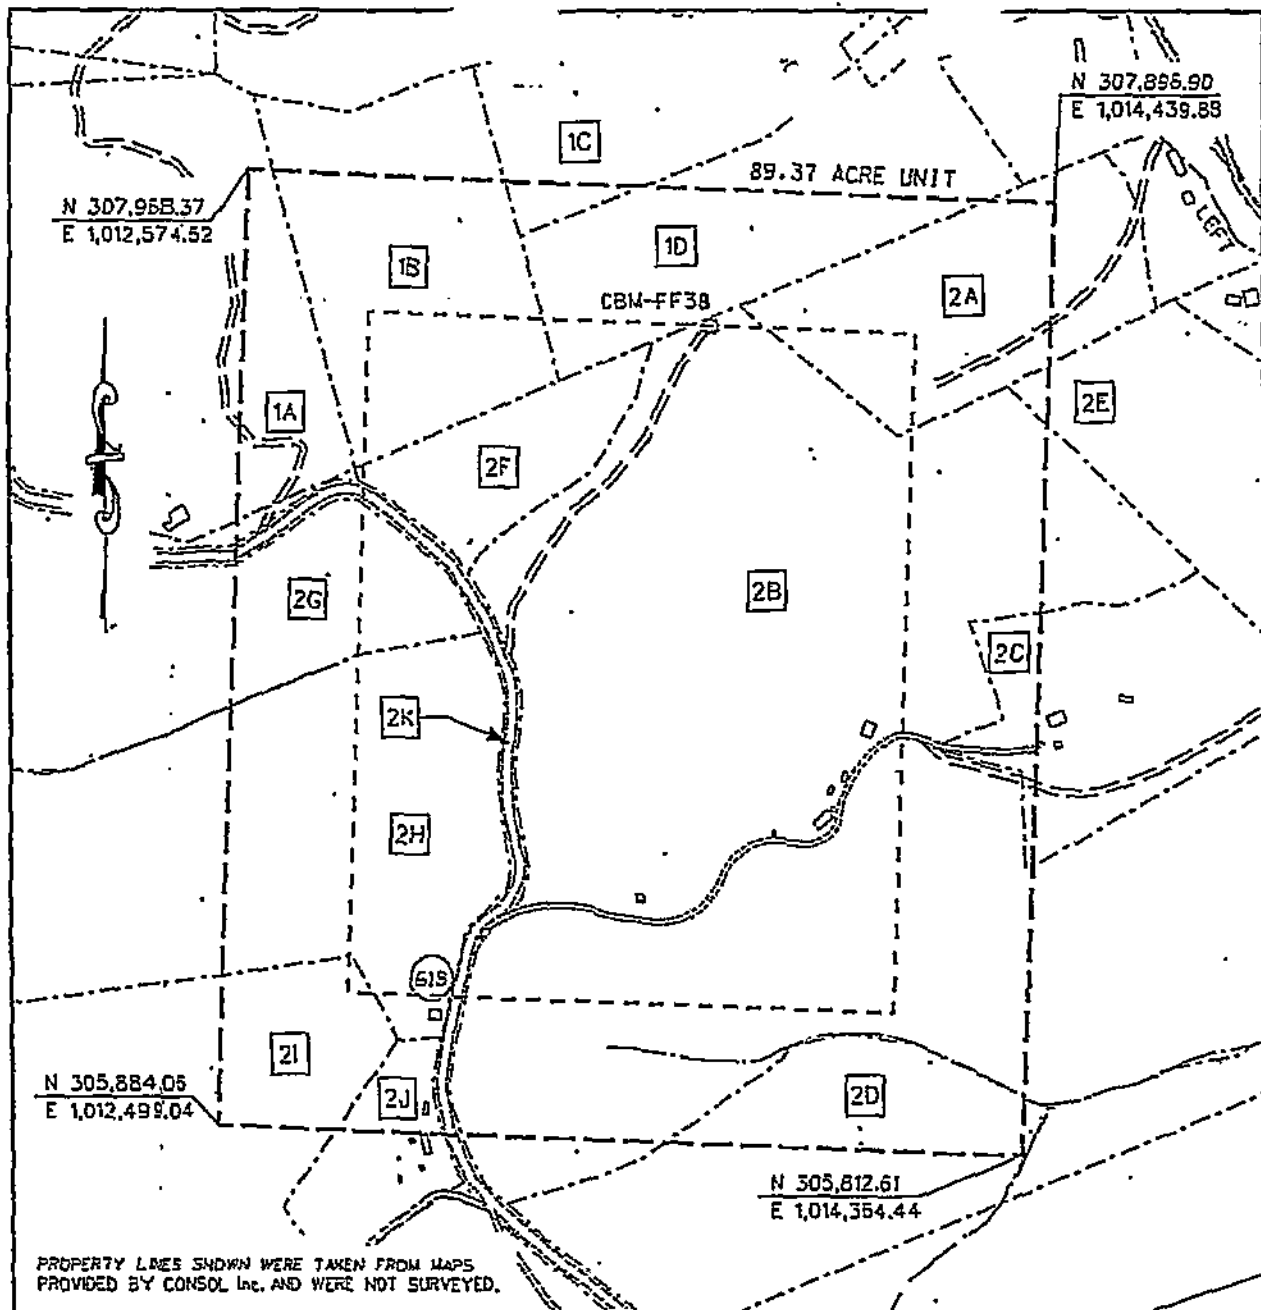 N 307,896.90
E 1,014,439.88
1C
89.37 ACRE UNIT
N 307,968.37
E 1,012,574.52
LEFT
1B
1D
2A
CBM-FF38
1A
2E
2F
2G
2B
2C
2K
2H
619
2I
2J
2D
N 305,884.06
E 1,012,499.04
N 305,812.61
E 1,014,364.44
PROPERTY LINES SHOWN WERE TAKEN FROM MAPS
PROVIDED BY CONSOL Inc. AND WERE NOT SURVEYED.